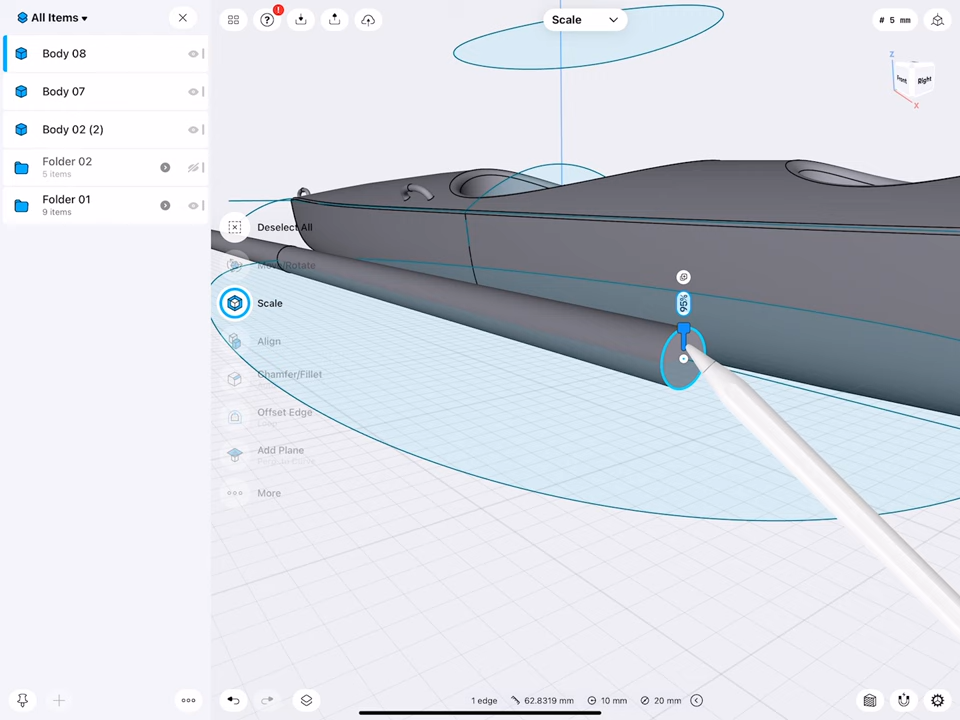 All Items ▾
Body 08
Body 07
Body 02 (2)
Folder 02
5 items
Folder 01
9 items
?
!
Scale
# 5 mm
Z
Front
Right
X
Deselect All
Move/Rotate
Scale
Align
Chamfer/Fillet
Offset Edge
Add Plane
More
95%
1 edge
62.8319 mm
10 mm
20 mm